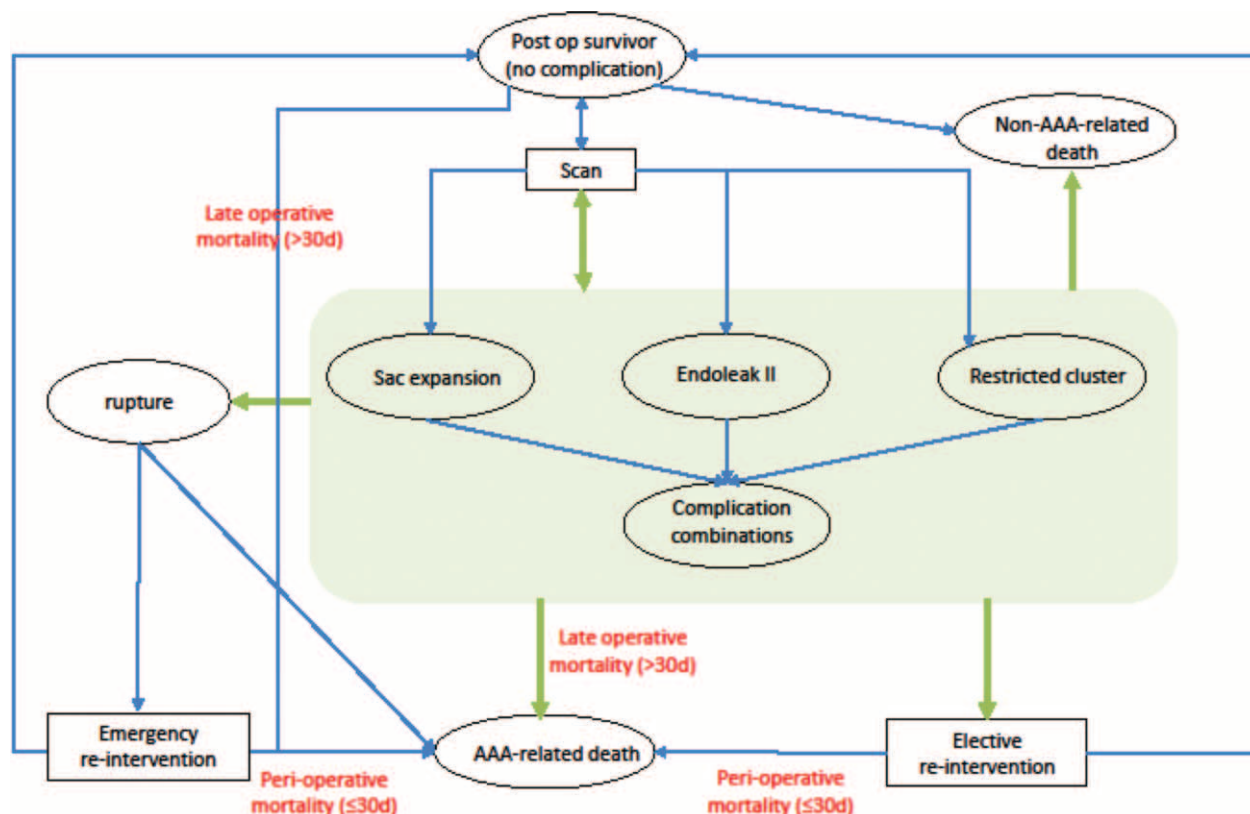 Post op survivor
(no complication)
Non-AAA-related
death
Scan
Late operative
mortality (>30d)
Sac expansion
Endoleak II
Restricted cluster
rupture
Complication
combinations
Late operative
mortality (>30d)
Emergency
re-intervention
AAA-related death
Elective
re-intervention
Peri-operative
mortality (≤30d)
Peri-operative
mortality (≤30d)